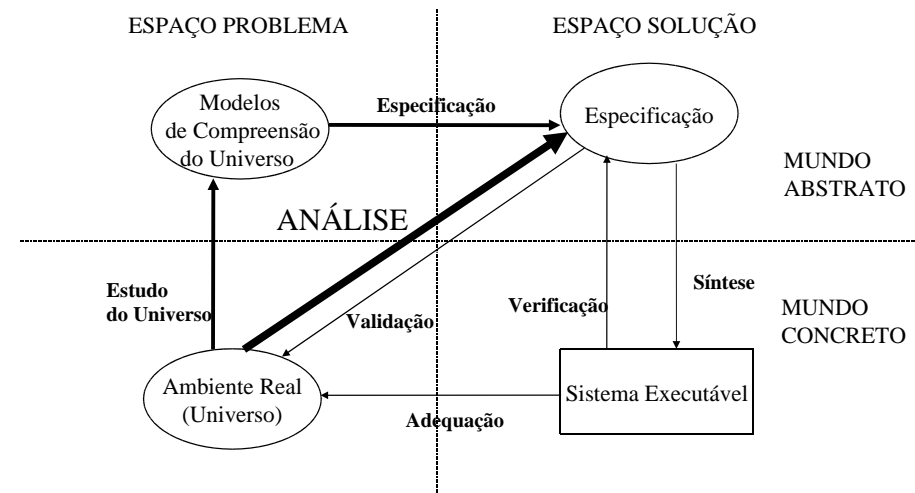 ESPAÇO PROBLEMA
ESPAÇO SOLUÇÃO
Modelos
de Compreensão
do Universo
Especificação
Especificação
MUNDO
ABSTRATO
ANÁLISE
Estudo
do Universo
Validação
Verificação
Síntese
MUNDO
CONCRETO
Ambiente Real
(Universo)
Adequação
Sistema Executável